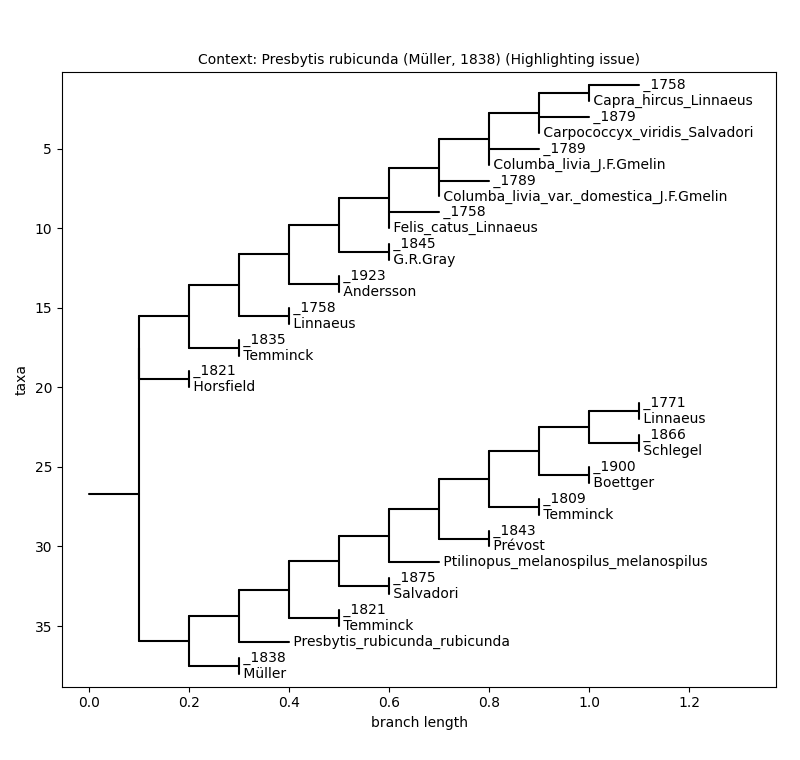 Context: Presbytis rubicunda (Müller, 1838) (Highlighting issue)
_1758
Capra_hircus_Linnaeus
_1879
Carpococcyx_viridis_Salvadori
_1789
Columba_livia_J.F.Gmelin
_1789
Columba_livia_var._domestica_J.F.Gmelin
_1758
Felis_catus_Linnaeus
_1845
G.R.Gray
_1923
Andersson
_1758
Linnaeus
_1835
Temminck
_1821
Horsfield
_1771
Linnaeus
_1866
Schlegel
_1900
Boettger
_1809
Temminck
_1843
Prévost
Ptilinopus_melanospilus_melanospilus
_1875
Salvadori
_1821
Temminck
Presbytis_rubicunda_rubicunda
_1838
Müller
taxa
5
10
15
20
25
30
35
0.0 0.2 0.4 0.6 0.8 1.0 1.2
branch length